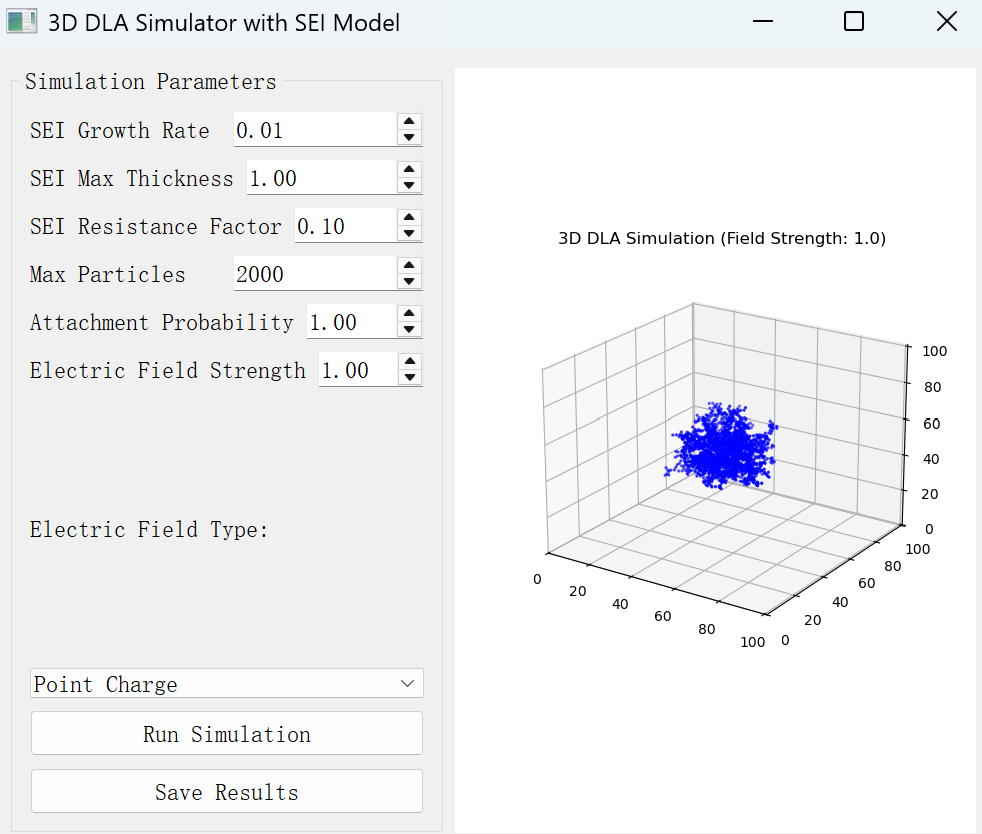 3D DLA Simulator with SEI Model
Simulation Parameters
SEI Growth Rate 0.01
SEI Max Thickness 1.00
SEI Resistance Factor 0.10
Max Particles 2000
Attachment Probability 1.00
Electric Field Strength 1.00
Electric Field Type:
Point Charge
Run Simulation
Save Results
3D DLA Simulation (Field Strength: 1.0)
100
80
60
40
20
0
100
80
60
40
20
0
0
20
40
60
80
100